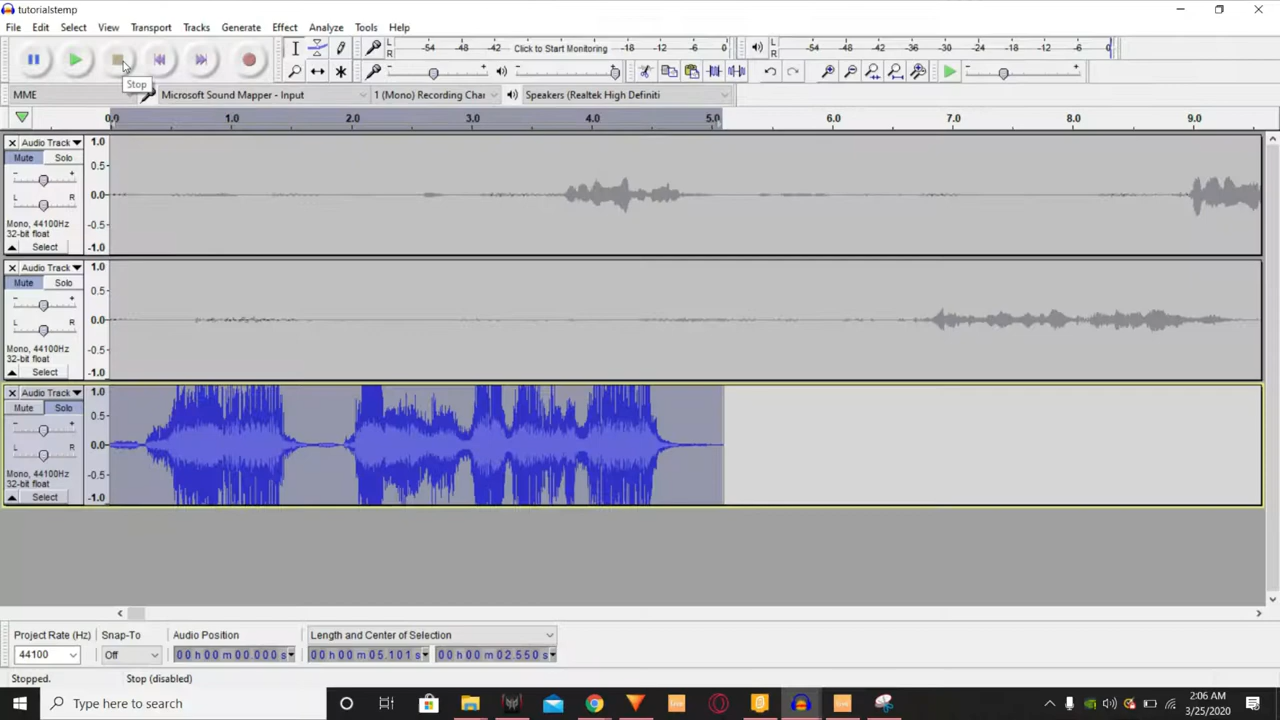 tutorialstemp
File Edit Select View Transport Tracks Generate Effect Analyze Tools Help
L R -54 -48 -42 Click to Start Monitoring -18 -12 -6 0 L R -54 -48 -42 -36 -30 -24 -18 -12 -6 0
Stop
MME Microsoft Sound Mapper - Input 1 (Mono) Recording Char Speakers (Realtek High Definiti
0.0 1.0 2.0 3.0 4.0 5.0 6.0 7.0 8.0 9.0
Audio Track 1.0
Mute Solo
0.5
- +
0.0
L R
Mono, 44100Hz -0.5
32-bit float
Select -1.0
Audio Track 1.0
Mute Solo
0.5
- +
0.0
L R
Mono, 44100Hz -0.5
32-bit float
Select -1.0
Audio Track 1.0
Mute Solo
0.5
- +
0.0
L R
Mono, 44100Hz -0.5
32-bit float
Select -1.0
Project Rate (Hz) Snap-To Audio Position Length and Center of Selection
44100 Off 00 h 00 m 00.000 s 00 h 00 m 05.101 s 00 h 00 m 02.550 s
Stopped. Stop (disabled)
Type here to search
2:06 AM
3/25/2020